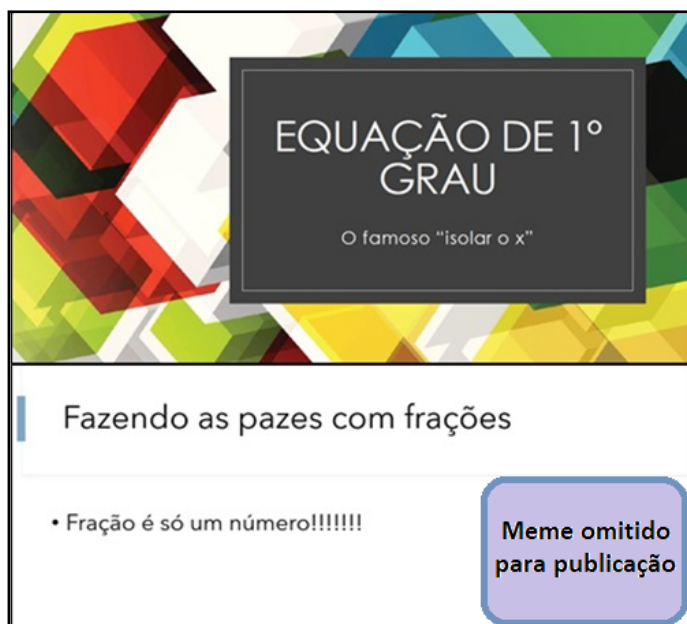 EQUAÇÃO DE 1º
GRAU
O famoso “isolar o x”
Fazendo as pazes com frações
• Fração é só um número!!!!!!!
Meme omitido
para publicação